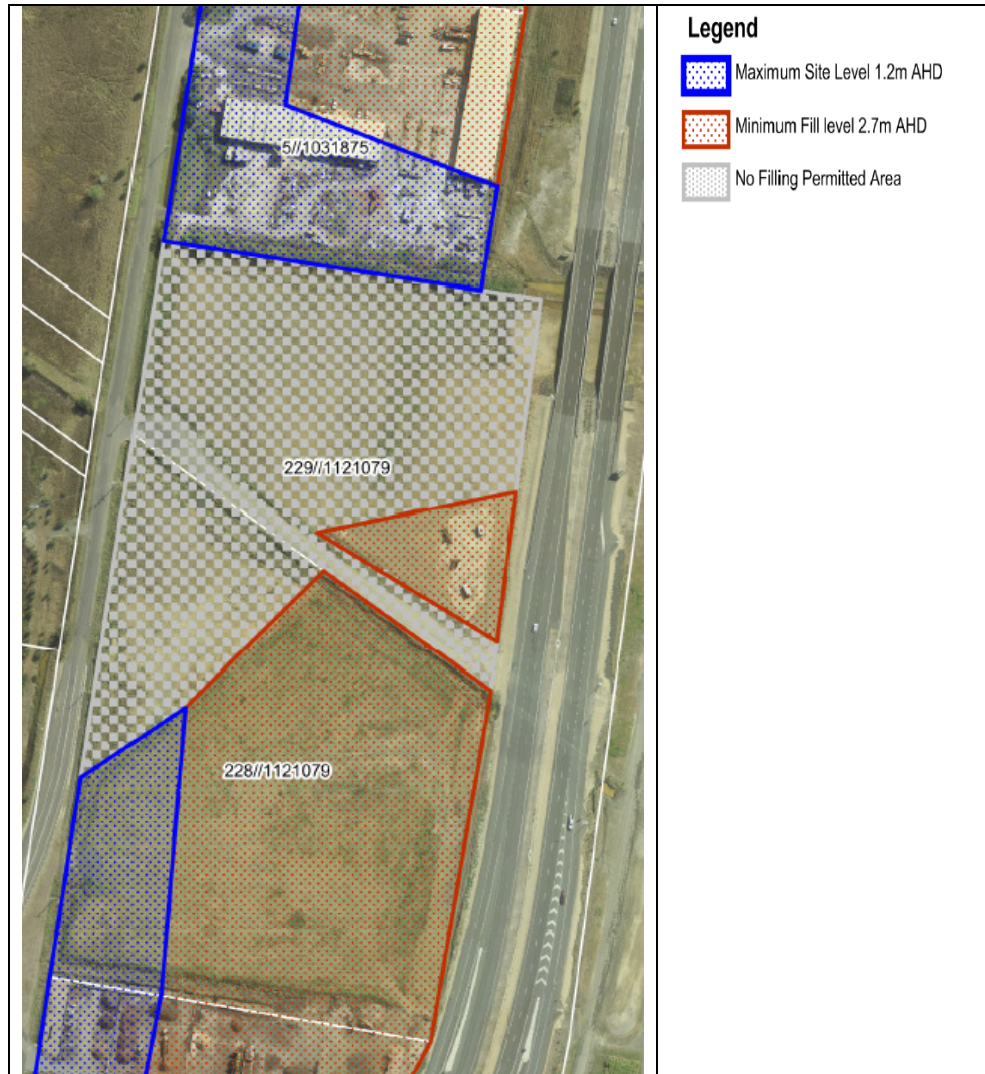 Legend
Maximum Site Level 1.2m AHD
Minimum Fill level 2.7m AHD
No Filling Permitted Area
5//1031875
229//1121079
228//1121079